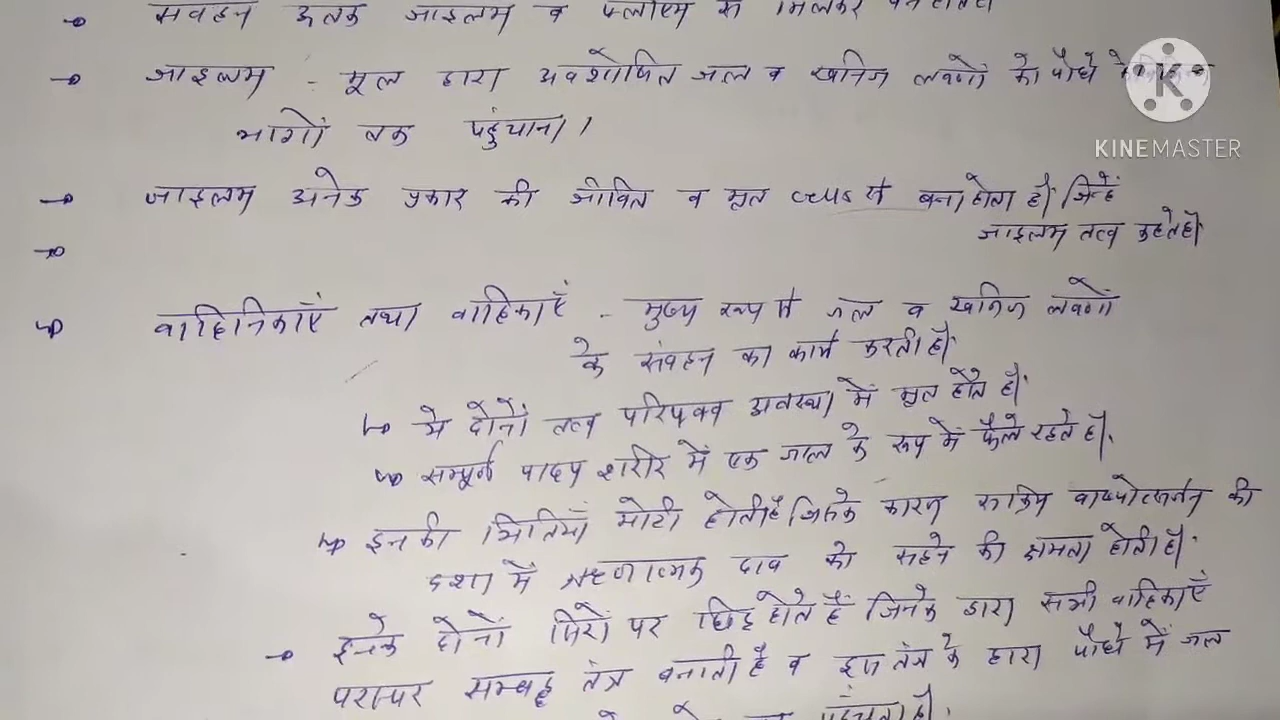 संवहन ऊतक जाइलम व फ्लोएम से मिलकर
जाइलम - मूल द्वारा अवशोषित जल व खनिज लवणों को पौधे के
भागों तक पहुंचाना।
जाइलम अनेक प्रकार की जीवित व मृत cells से बना होता है। जिन्हें
जाइलम तत्व कहते है।
वाहिनिकाएँ तथा वाहिकाएँ - मुख्य रूप से जल व खनिज लवणों
के संवहन का कार्य करती है।
ये दोनों तत्व परिपक्व अवस्था में मृत होते है।
सम्पूर्ण पादप शरीर में एक जाल के रूप में फैले रहते है।
इनकी भितियाँ मोटी होती है जिसके कारण सक्रिय वाष्पोत्सर्जन की
दशा में ऋणात्मक दाव को सहने की क्षमता होती है।
इनके दोनों सिरों पर छिद्र होते हैं जिनके द्वारा सभी वाहिकाएँ
परस्पर सम्बद्ध तंत्र बनाती है व इस तंत्र के द्वारा पौधे में जल
पहुंचता है।
KINEMASTER